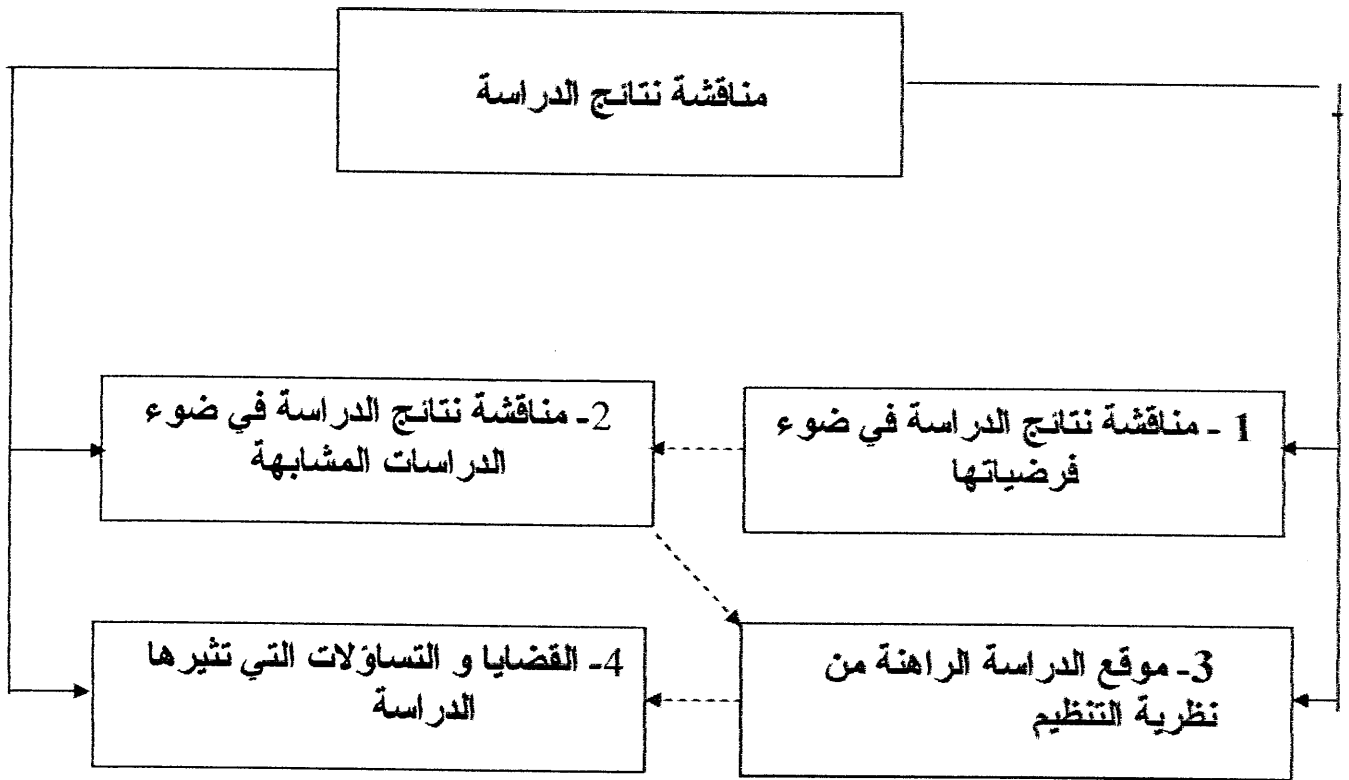 مناقشة نتائج الدراسة
1 - مناقشة نتائج الدراسة في ضوء
فرضياتها
2- مناقشة نتائج الدراسة في ضوء
الدراسات المشابهة
3- موقع الدراسة الراهنة من
نظرية التنظيم
4- القضايا و التساؤلات التي تثيرها
الدراسة